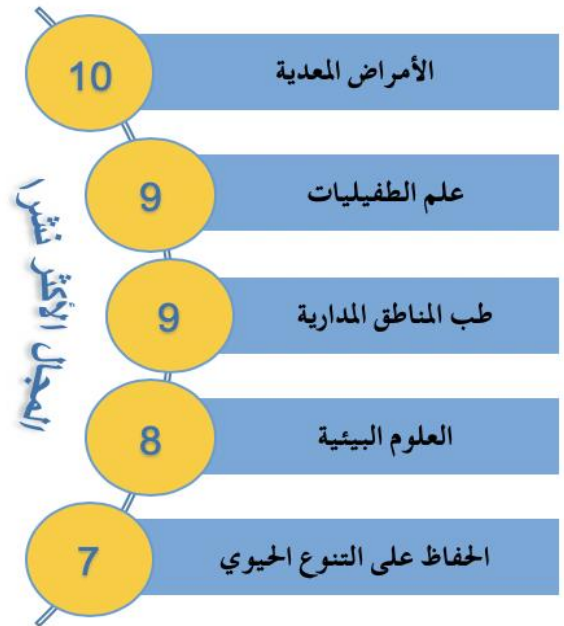 المجال الأكثر نشرا
الأمراض المعدية
10
علم الطفيليات
9
طب المناطق المدارية
9
العلوم البيئية
8
الحفاظ على التنوع الحيوي
7